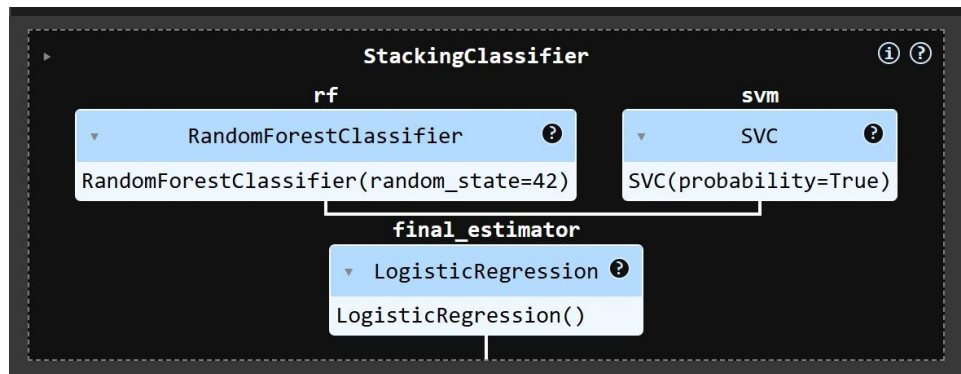 StackingClassifier
rf
svm
RandomForestClassifier
SVC
RandomForestClassifier(random_state=42)
SVC(probability=True)
final_estimator
LogisticRegression
LogisticRegression()